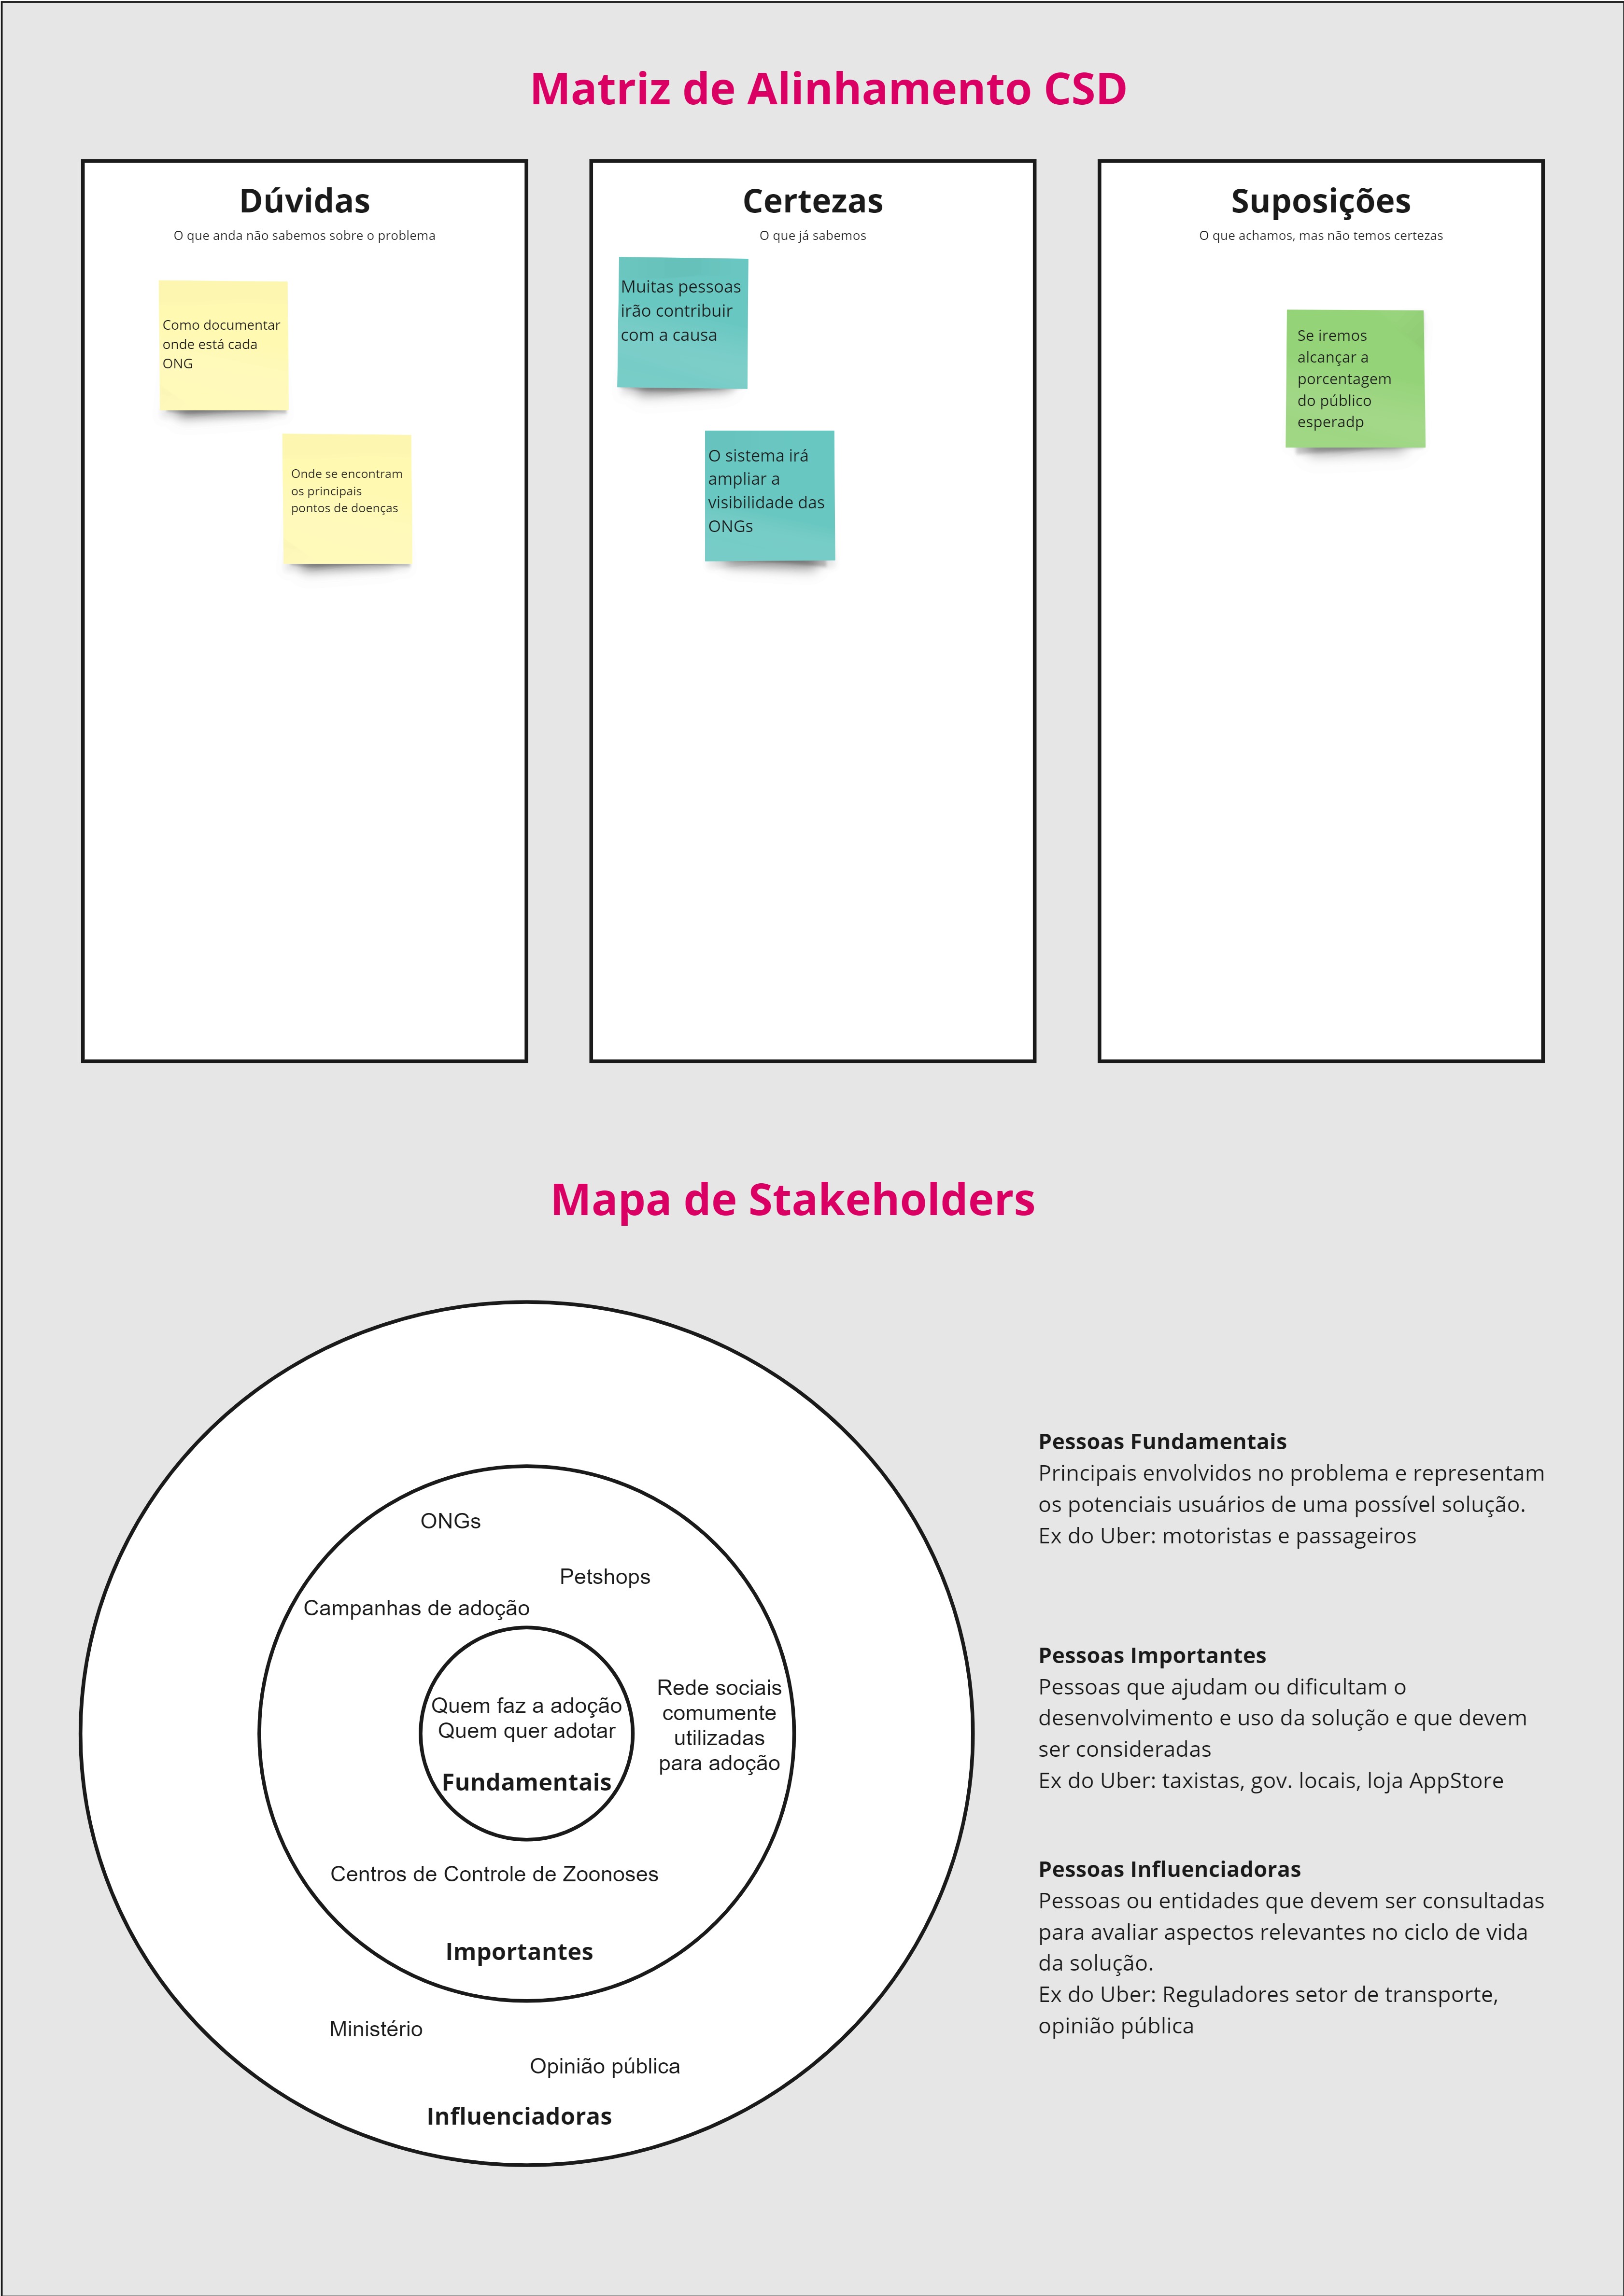 Matriz de Alinhamento CSD
Dúvidas
O que anda não sabemos sobre o problema
Como documentar
onde está cada
ONG
Onde se encontram
os principais
pontos de doenças
Certezas
O que já sabemos
Muitas pessoas
irão contribuir
com a causa
O sistema irá
ampliar a
visibilidade das
ONGs
Suposições
O que achamos, mas não temos certezas
Se iremos
alcançar a
porcentagem
do público
esperadp
Mapa de Stakeholders
ONGs
Petshops
Campanhas de adoção
Quem faz a adoção
Quem quer adotar
Fundamentais
Rede sociais
comumente
utilizadas
para adoção
Centros de Controle de Zoonoses
Importantes
Ministério
Opinião pública
Influenciadoras
Pessoas Fundamentais
Principais envolvidos no problema e representam
os potenciais usuários de uma possível solução.
Ex do Uber: motoristas e passageiros
Pessoas Importantes
Pessoas que ajudam ou dificultam o
desenvolvimento e uso da solução e que devem
ser consideradas
Ex do Uber: taxistas, gov. locais, loja AppStore
Pessoas Influenciadoras
Pessoas ou entidades que devem ser consultadas
para avaliar aspectos relevantes no ciclo de vida
da solução.
Ex do Uber: Reguladores setor de transporte,
opinião pública